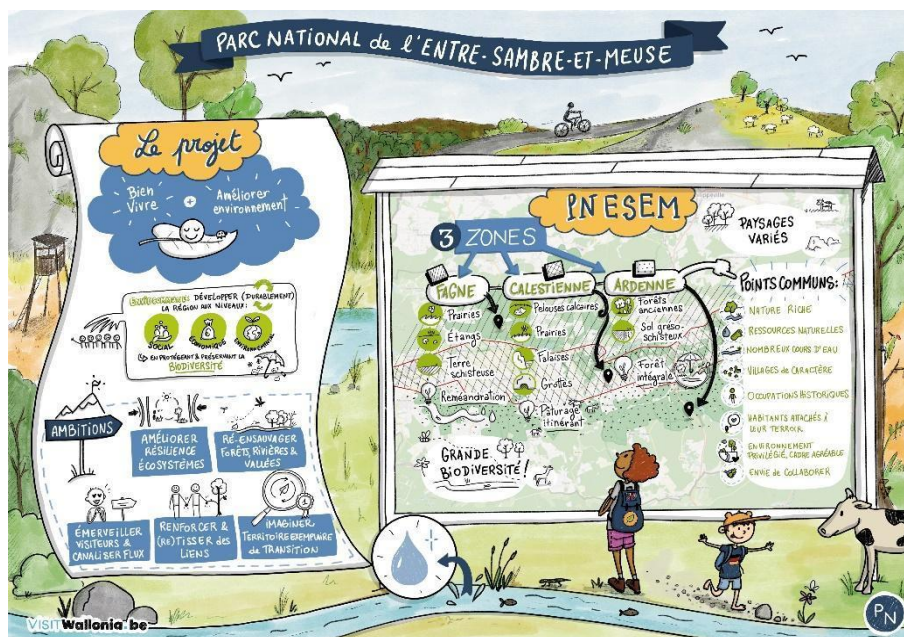 PARC NATIONAL de l'ENTRE-SAMBRE-ET-MEUSE
Le projet
Bien
Vivre
+
Améliorer
environnement
DÉVELOPPER (DURABLEMENT)
LA RÉGION AUX NIVEAUX:
SOCIAL
ÉCONOMIQUE
ENVIRONNEMENTAL
↳ EN PROTÉGEANT & PRÉSERVANT LA
BIODIVERSITÉ
AMBITIONS
AMÉLIORER
RÉSILIENCE
ÉCOSYSTÈMES
RÉ-ENSAUVAGER
FORÊTS, RIVIÈRES &
VALLÉES
ÉMERVEILLER
VISITEURS &
CANALISER FLUX
RENFORCER &
(RE)TISSER des
LIENS
IMAGINER
TERRITOIRE EXEMPLAIRE
de TRANSITION
PNESEM
3 ZONES
FAGNE
Prairies
Étangs
Terre
schisteuse
Reméandration
CALESTIENNE
Pelouses calcaires
Prairies
Falaises
Grottes
Pâturage
itinérant
ARDENNE
Forêts
anciennes
Sol gréso-
schisteux
Forêt
intégrale
GRANDE
BIODIVERSITÉ!
PAYSAGES
VARIÉS
POINTS COMMUNS:
NATURE RICHE
RESSOURCES NATURELLES
NOMBREUX COURS D'EAU
VILLAGES de CARACTÈRE
OCCUPATIONS HISTORIQUES
HABITANTS ATTACHÉS À
LEUR TERROIR
ENVIRONNEMENT
PRIVILÉGIÉ, CADRE AGRÉABLE
ENVIE de COLLABORER
VISITWallonia.be
PN